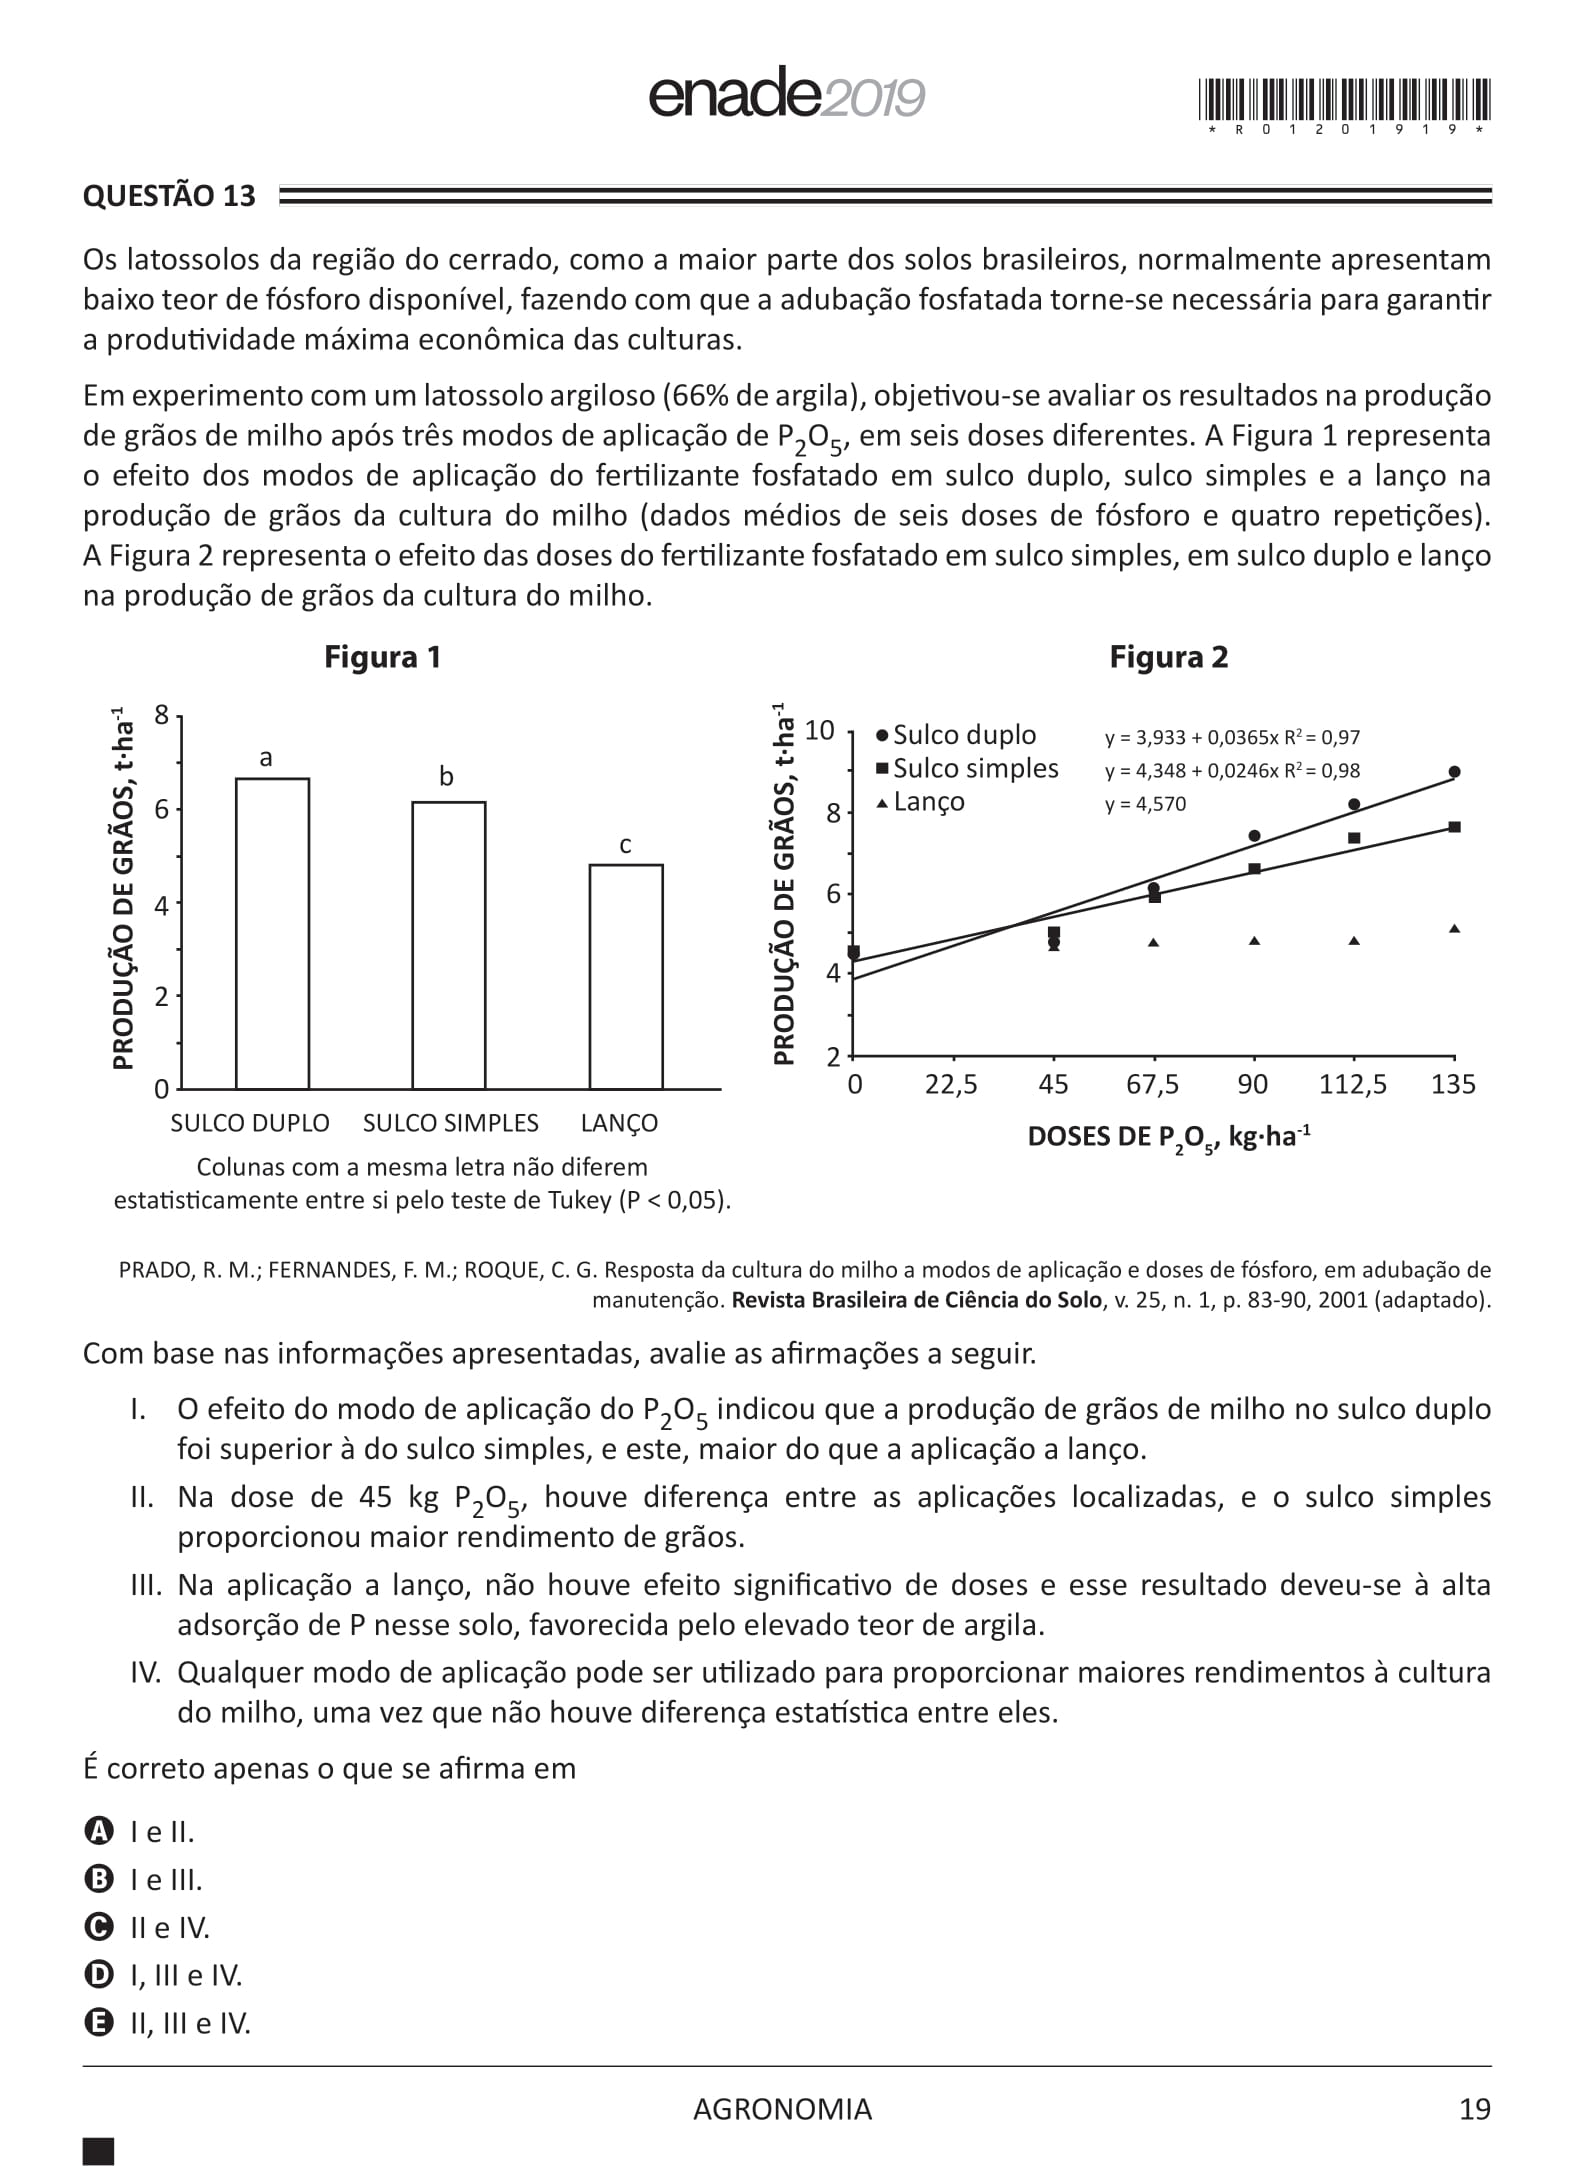 enade2019
* R 0 1 2 0 1 9 1 9 *
QUESTÃO 13
Os latossolos da região do cerrado, como a maior parte dos solos brasileiros, normalmente apresentam
baixo teor de fósforo disponível, fazendo com que a adubação fosfatada torne-se necessária para garantir
a produtividade máxima econômica das culturas.
Em experimento com um latossolo argiloso (66% de argila), objetivou-se avaliar os resultados na produção
de grãos de milho após três modos de aplicação de P₂O₅, em seis doses diferentes. A Figura 1 representa
o efeito dos modos de aplicação do fertilizante fosfatado em sulco duplo, sulco simples e a lanço na
produção de grãos da cultura do milho (dados médios de seis doses de fósforo e quatro repetições).
A Figura 2 representa o efeito das doses do fertilizante fosfatado em sulco simples, em sulco duplo e lanço
na produção de grãos da cultura do milho.
Figura 1
PRODUÇÃO DE GRÃOS, t·ha⁻¹
8
6
4
2
0
a
b
c
SULCO DUPLO SULCO SIMPLES LANÇO
Colunas com a mesma letra não diferem
estatisticamente entre si pelo teste de Tukey (P < 0,05).
Figura 2
PRODUÇÃO DE GRÃOS, t·ha⁻¹
10
8
6
4
2
● Sulco duplo y = 3,933 + 0,0365x R² = 0,97
■ Sulco simples y = 4,348 + 0,0246x R² = 0,98
▲ Lanço y = 4,570
0 22,5 45 67,5 90 112,5 135
DOSES DE P₂O₅, kg·ha⁻¹
PRADO, R. M.; FERNANDES, F. M.; ROQUE, C. G. Resposta da cultura do milho a modos de aplicação e doses de fósforo, em adubação de
manutenção. Revista Brasileira de Ciência do Solo, v. 25, n. 1, p. 83-90, 2001 (adaptado).
Com base nas informações apresentadas, avalie as afirmações a seguir.
I. O efeito do modo de aplicação do P₂O₅ indicou que a produção de grãos de milho no sulco duplo
foi superior à do sulco simples, e este, maior do que a aplicação a lanço.
II. Na dose de 45 kg P₂O₅, houve diferença entre as aplicações localizadas, e o sulco simples
proporcionou maior rendimento de grãos.
III. Na aplicação a lanço, não houve efeito significativo de doses e esse resultado deveu-se à alta
adsorção de P nesse solo, favorecida pelo elevado teor de argila.
IV. Qualquer modo de aplicação pode ser utilizado para proporcionar maiores rendimentos à cultura
do milho, uma vez que não houve diferença estatística entre eles.
É correto apenas o que se afirma em
A I e II.
B I e III.
C II e IV.
D I, III e IV.
E II, III e IV.
AGRONOMIA
19